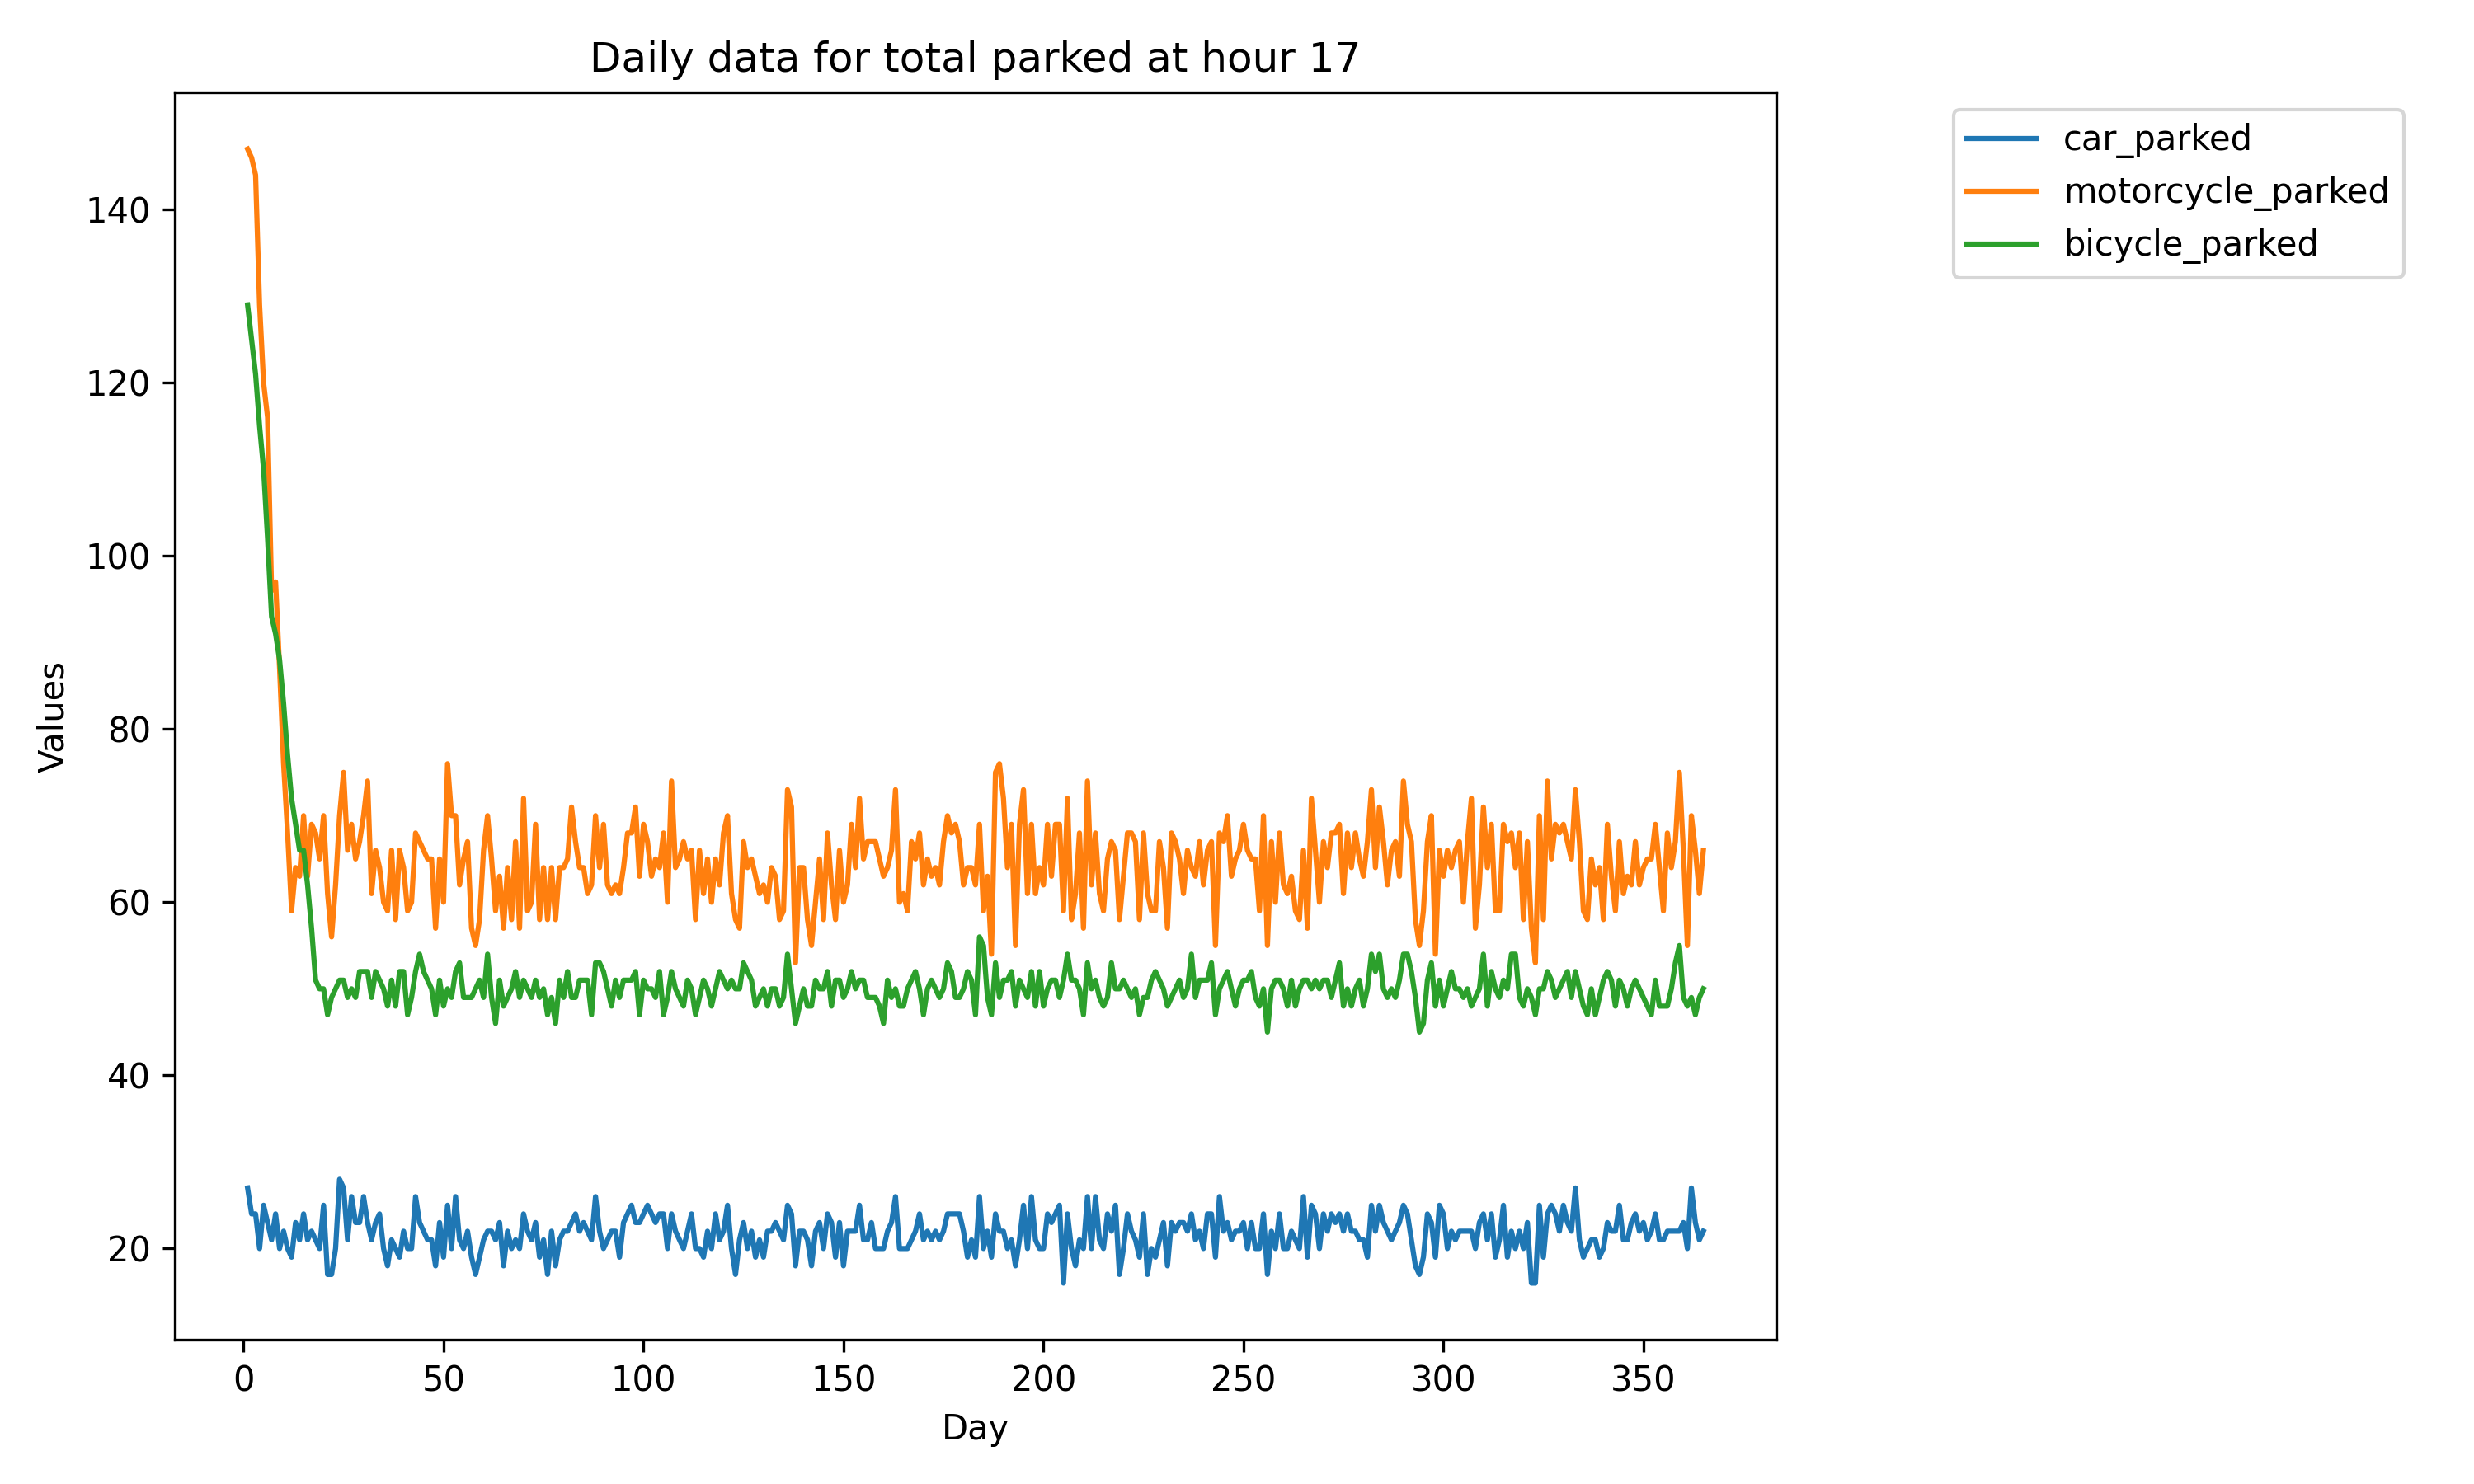 Daily data for total parked at hour 17
car_parked
motorcycle_parked
bicycle_parked
Values
140
120
100
80
60
40
20
0 50 100 150 200 250 300 350
Day